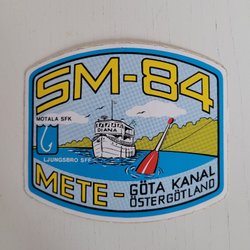 SM-84
MOTALA SFK
DIANA
LJUNGSBRO SFF
METE-
GÖTA KANAL
ÖSTERGÖTLAND